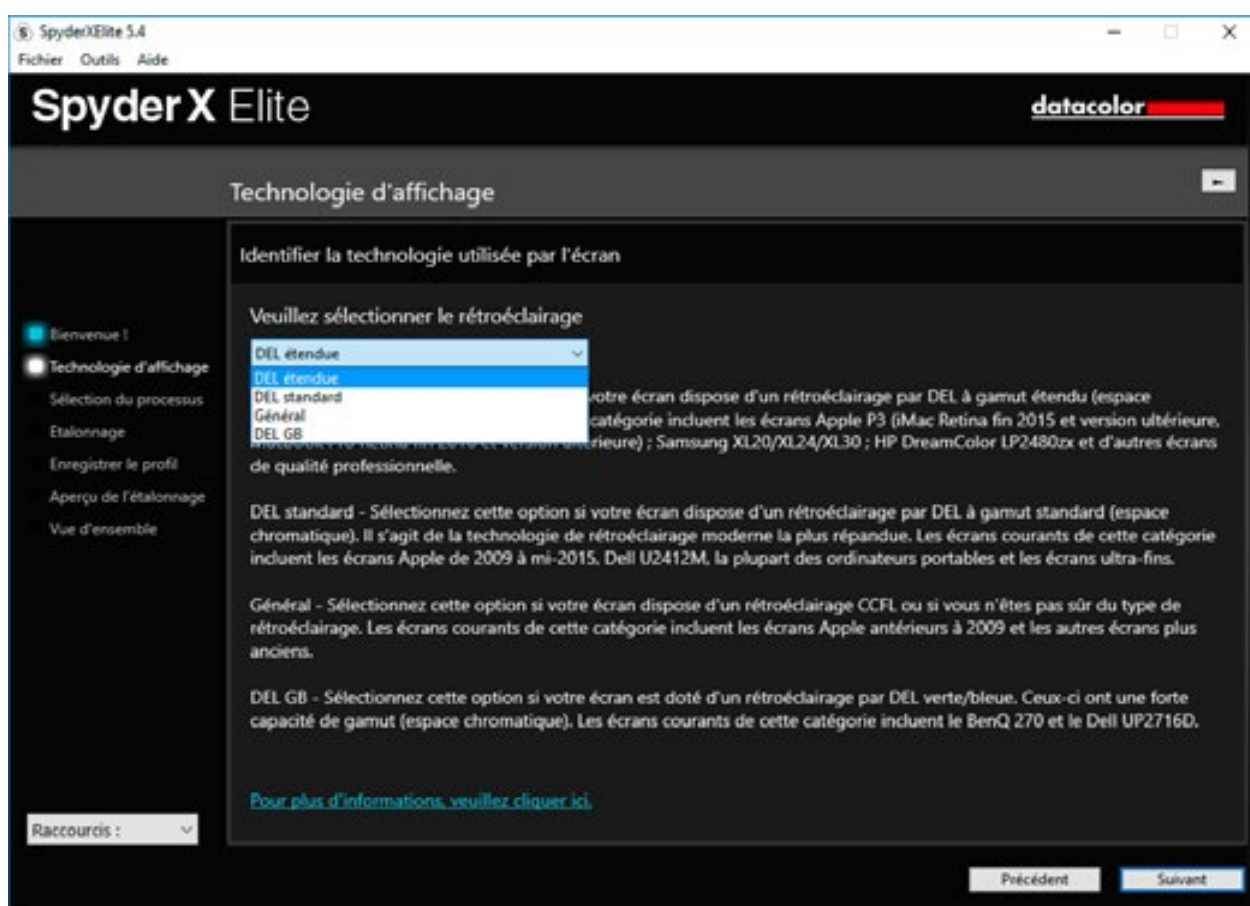 SpyderXElite 5.4
Fichier Outils Aide
SpyderX Elite
datacolor
Technologie d'affichage
Identifier la technologie utilisée par l'écran
Bienvenue !
Technologie d'affichage
Sélection du processus
Etalonnage
Enregistrer le profil
Aperçu de l'étalonnage
Vue d'ensemble
Raccourcis :
Veuillez sélectionner le rétroéclairage
DEL étendue
DEL étendue
DEL standard
Général
DEL GB
votre écran dispose d'un rétroéclairage par DEL à gamut étendu (espace
catégorie incluent les écrans Apple P3 (iMac Retina fin 2015 et version ultérieure,
; Samsung XL20/XL24/XL30 ; HP DreamColor LP2480zx et d'autres écrans
de qualité professionnelle.
DEL standard - Sélectionnez cette option si votre écran dispose d'un rétroéclairage par DEL à gamut standard (espace
chromatique). Il s'agit de la technologie de rétroéclairage moderne la plus répandue. Les écrans courants de cette catégorie
incluent les écrans Apple de 2009 à mi-2015, Dell U2412M, la plupart des ordinateurs portables et les écrans ultra-fins.
Général - Sélectionnez cette option si votre écran dispose d'un rétroéclairage CCFL ou si vous n'êtes pas sûr du type de
rétroéclairage. Les écrans courants de cette catégorie incluent les écrans Apple antérieurs à 2009 et les autres écrans plus
anciens.
DEL GB - Sélectionnez cette option si votre écran est doté d'un rétroéclairage par DEL verte/bleue. Ceux-ci ont une forte
capacité de gamut (espace chromatique). Les écrans courants de cette catégorie incluent le BenQ 270 et le Dell UP2716D.
Pour plus d'informations, veuillez cliquer ici.
Précédent
Suivant